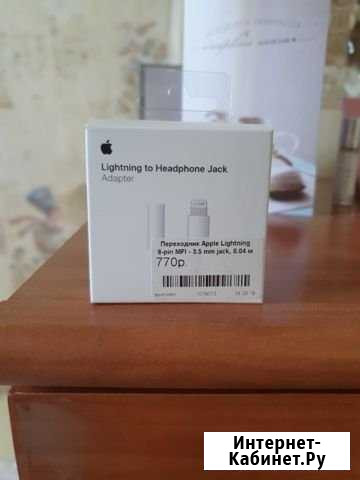 Lightning to Headphone Jack
Adapter
Переходник Apple Lightning
8-pin MFI - 3.5 mm jack, 0.04 м
770р.
Интернет-
Кабинет.Ру